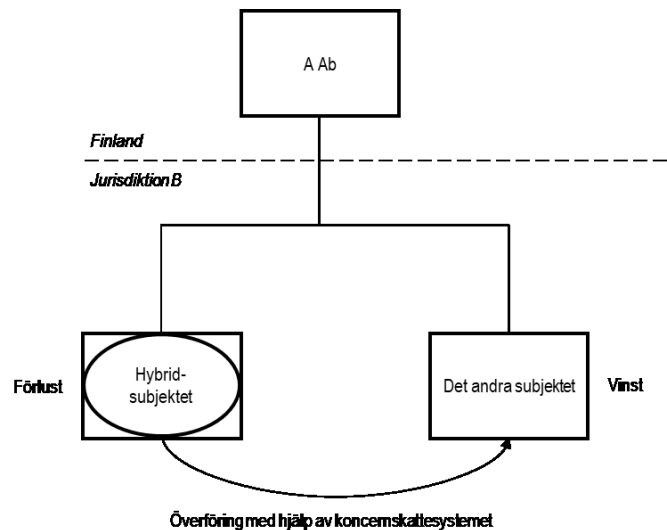 A Ab
Finland
Jurisdiktion B
Förlust
Hybrid-
subjektet
Det andra subjektet
Vinst
Överföring med hjälp av koncernskattesystemet